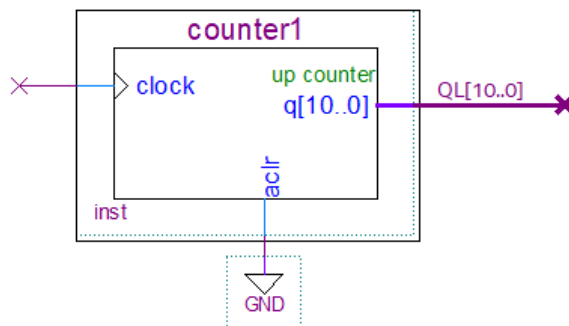 counter1
up counter
clock
q[10..0]
QL[10..0]
aclr
inst
GND